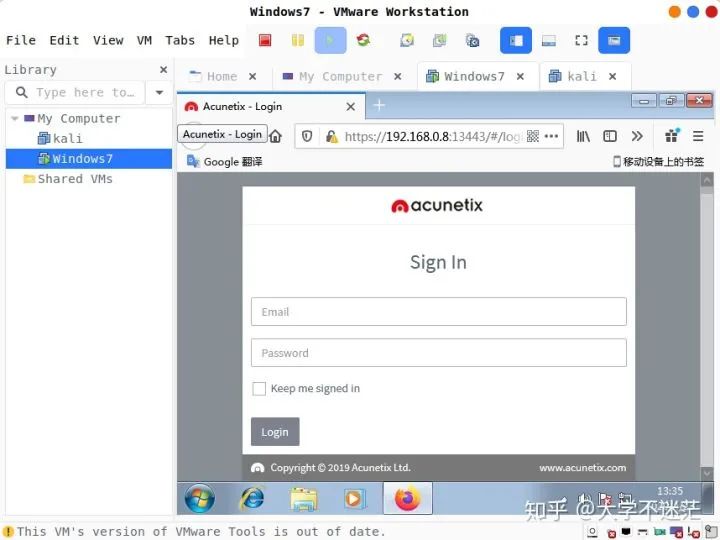 Windows7 - VMware Workstation
File Edit View VM Tabs Help
Library
Home
My Computer
Windows7
kali
Type here to...
My Computer
kali
Windows7
Shared VMs
Acunetix - Login
Acunetix - Login
https://192.168.0.8:13443/#/log
Google 翻译
移动设备上的书签
acunetix
Sign In
Email
Password
Keep me signed in
Login
Copyright © 2019 Acunetix Ltd.
www.acunetix.com
13:35
知乎 @大学不迷茫
This VM's version of VMware Tools is out of date.